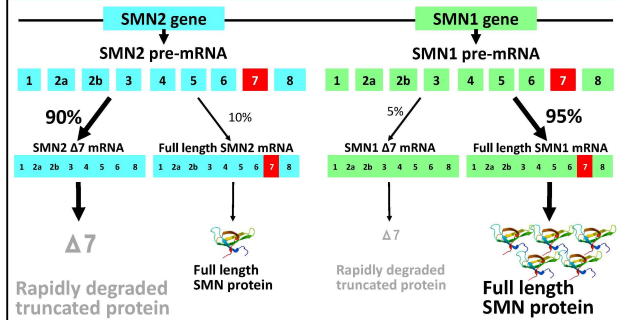 SMN2 gene
SMN1 gene
SMN2 pre-mRNA
SMN1 pre-mRNA
1 2a 2b 3 4 5 6 7 8
1 2a 2b 3 4 5 6 7 8
90%
10%
5%
95%
SMN2 Δ7 mRNA
Full length SMN2 mRNA
SMN1 Δ7 mRNA
Full length SMN1 mRNA
1 2a 2b 3 4 5 6 8
1 2a 2b 3 4 5 6 7 8
1 2a 2b 3 4 5 6 8
1 2a 2b 3 4 5 6 7 8
Δ7
Δ7
Rapidly degraded
truncated protein
Full length
SMN protein
Rapidly degraded
truncated protein
Full length
SMN protein